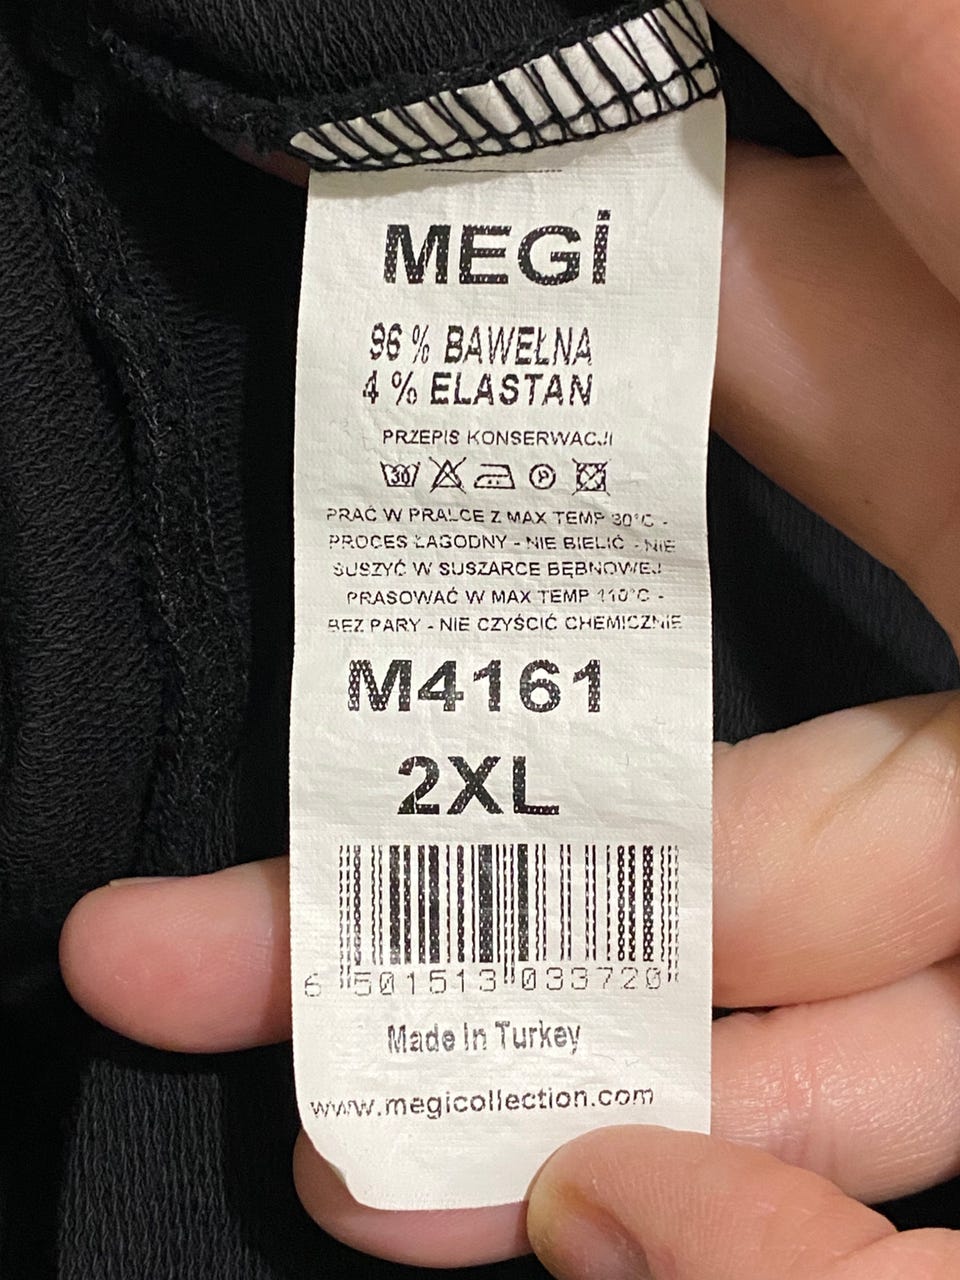 MEGİ
96 % BAWEŁNA
4 % ELASTAN
PRZEPIS KONSERWACJI
30 P
PRAĆ W PRALCE Z MAX TEMP 30°C -
PROCES ŁAGODNY - NIE BIELIĆ - NIE
SUSZYĆ W SUSZARCE BĘBNOWEJ
PRASOWAĆ W MAX TEMP 110°C -
BEZ PARY - NIE CZYŚCIĆ CHEMICZNIE
M4161
2XL
6 501513 033720
Made In Turkey
www.megicollection.com